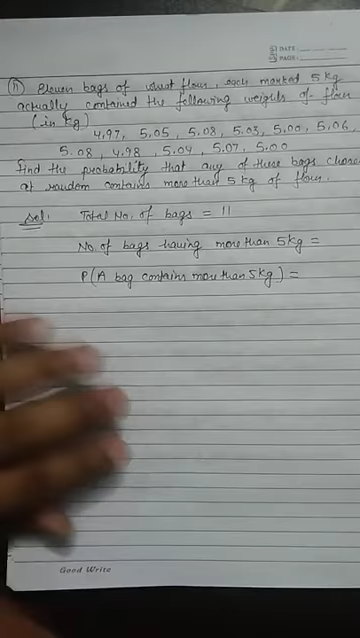 DATE:
PAGE:
(11) Eleven bags of wheat flour, each marked 5 kg
actually contained the following weights of flour
(in kg)
4.97, 5.05, 5.08, 5.03, 5.00, 5.06,
5.08, 4.98, 5.04, 5.07, 5.00
Find the probability that any of these bags chose
at random contains more than 5 kg of flour.
Sol: Total No. of bags = 11
No. of bags having more than 5 kg =
P(A bag contains more than 5 kg) =
Good Write